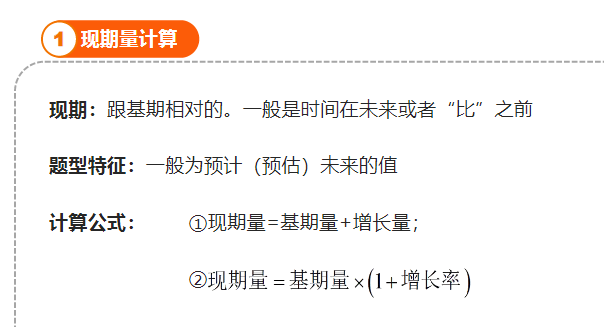 1 现期量计算
现期：跟基期相对的。一般是时间在未来或者“比”之前
题型特征：一般为预计（预估）未来的值
计算公式： ①现期量=基期量+增长量；
②现期量=基期量×(1+增长率)